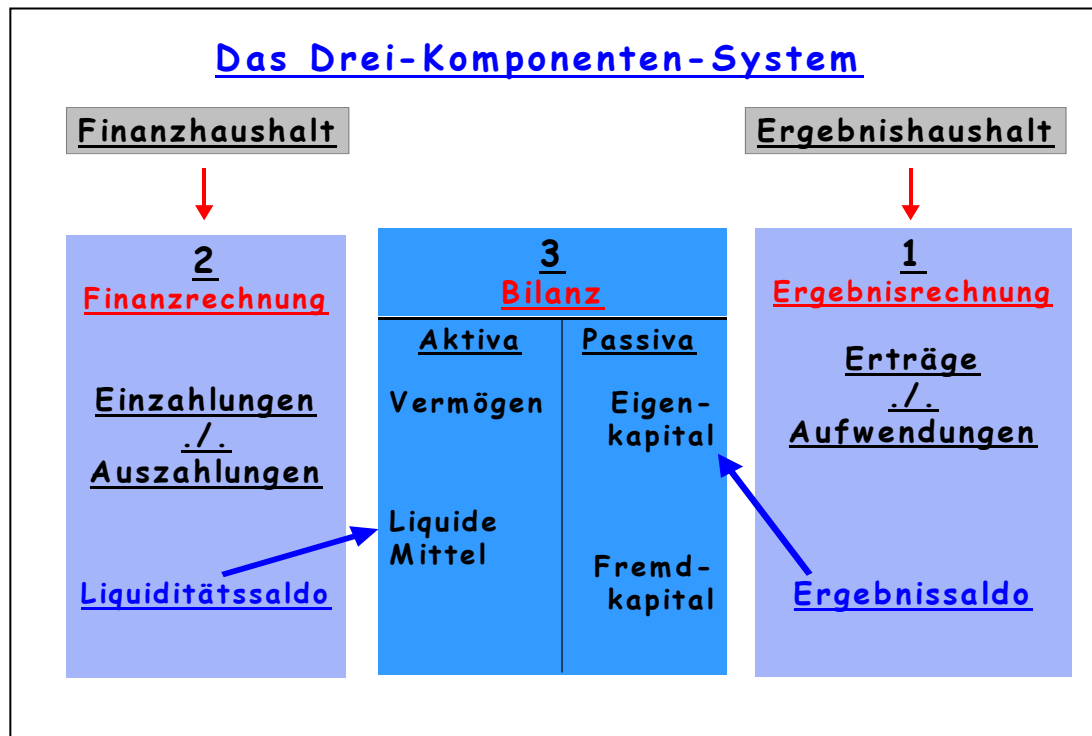 Das Drei-Komponenten-System
Finanzhaushalt
Ergebnishaushalt
2
Finanzrechnung
Einzahlungen
./.
Auszahlungen
Liquiditätssaldo
3
Bilanz
Aktiva
Vermögen
Liquide
Mittel
Passiva
Eigen-
kapital
Fremd-
kapital
1
Ergebnisrechnung
Erträge
./.
Aufwendungen
Ergebnissaldo